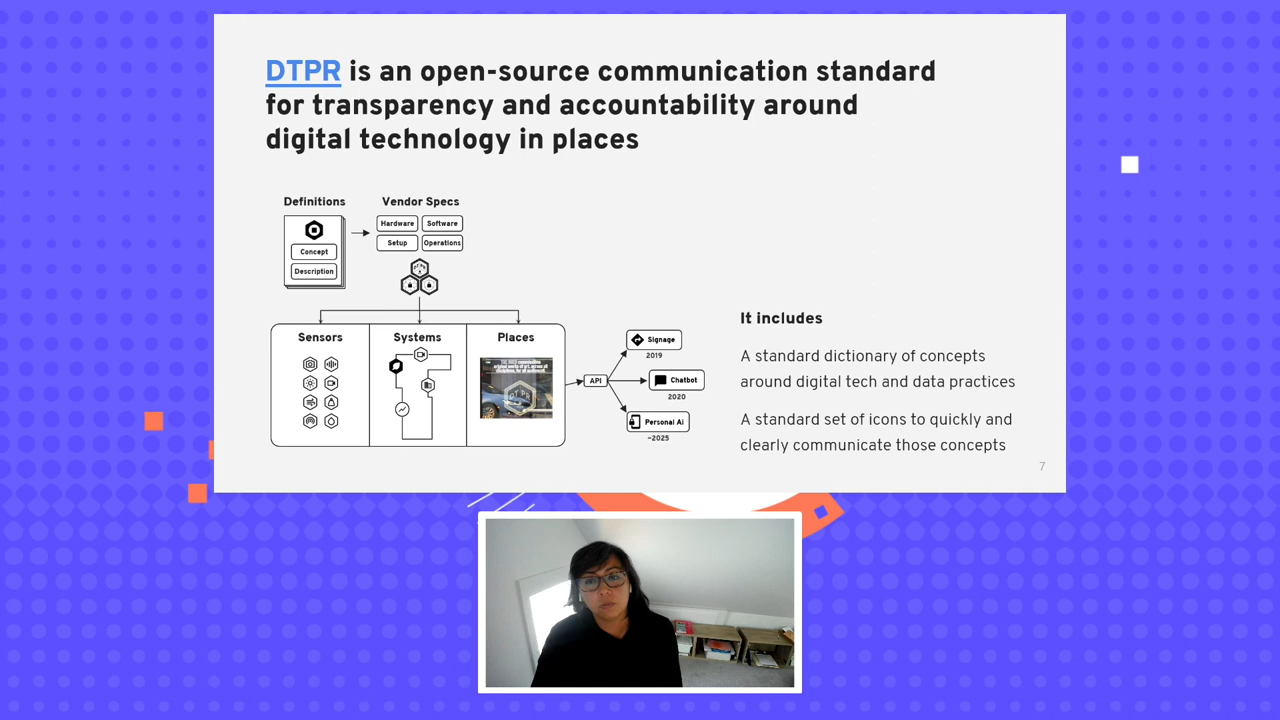 DTPR is an open-source communication standard
for transparency and accountability around
digital technology in places
Definitions
Concept
Description
Vendor Specs
Hardware
Software
Setup
Operations
Sensors
Systems
Places
API
Signage
2019
Chatbot
2020
Personal Ai
~2025
It includes
A standard dictionary of concepts
around digital tech and data practices
A standard set of icons to quickly and
clearly communicate those concepts
7